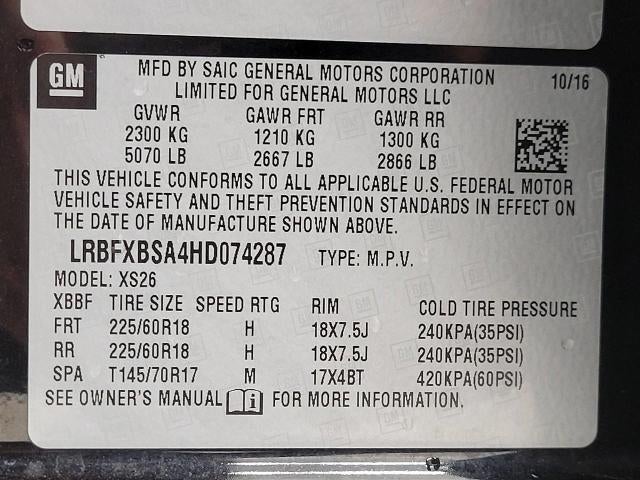 GM
MFD BY SAIC GENERAL MOTORS CORPORATION 10/16
LIMITED FOR GENERAL MOTORS LLC
GVWR GAWR FRT GAWR RR
2300 KG 1210 KG 1300 KG
5070 LB 2667 LB 2866 LB
THIS VEHICLE CONFORMS TO ALL APPLICABLE U.S. FEDERAL MOTOR
VEHICLE SAFETY AND THEFT PREVENTION STANDARDS IN EFFECT ON
THE DATE OF MANUFACTURE SHOWN ABOVE.
LRBFXBSA4HD074287 TYPE: M.P.V.
MODEL: XS26
XBBF TIRE SIZE SPEED RTG RIM COLD TIRE PRESSURE
FRT 225/60R18 H 18X7.5J 240KPA(35PSI)
RR 225/60R18 H 18X7.5J 240KPA(35PSI)
SPA T145/70R17 M 17X4BT 420KPA(60PSI)
SEE OWNER'S MANUAL i FOR MORE INFORMATION.